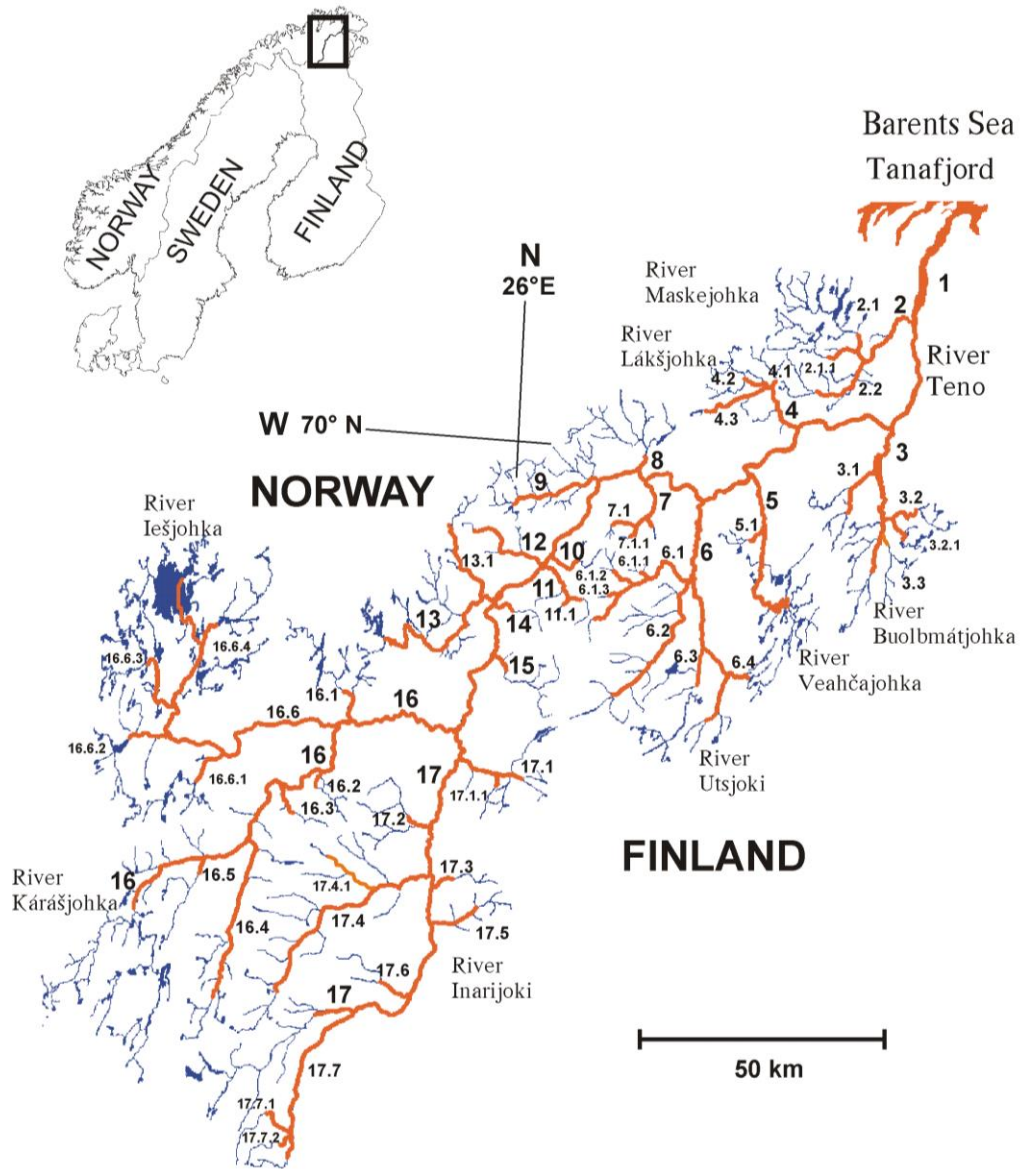 NORWAY
SWEDEN
FINLAND
Barents Sea
Tanafjord
N
26°E
River
Maskejohka
1
2.1
2
River
Lákšjohka
River
Teno
4.2
4.1
2.1.1
2.2
4.3
4
W 70° N
3
NORWAY
8
9
3.1
3.2
7
5
7.1
5.1
3.2.1
River
Iešjohka
12
10
7.1.1
6.1
6
13.1
6.1.1
6.1.2
6.1.3
3.3
11
11.1
River
Buolbmátjohka
13
14
6.2
16.6.3
16.6.4
15
6.3
6.4
River
Veahčajohka
16.1
16
16.6
16.6.2
River
Utsjoki
16
17
17.1
16.6.1
16.2
17.1.1
16.3
17.2
FINLAND
17.3
River
Kárášjohka
16
16.5
17.4.1
17.4
16.4
17.5
17.6
River
Inarijoki
17
50 km
17.7
17.7.1
17.7.2